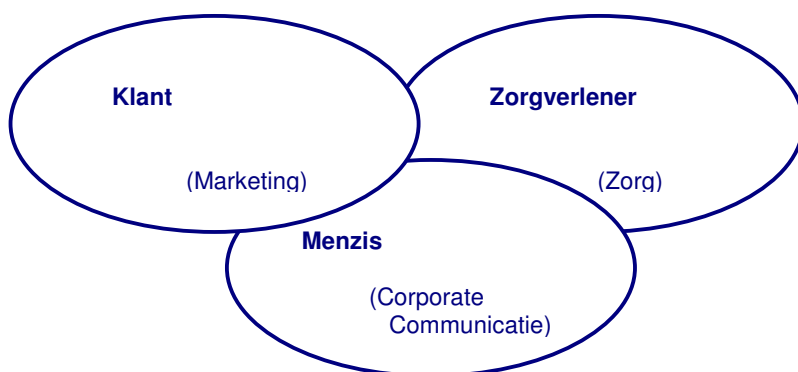 Klant
(Marketing)
Zorgverlener
(Zorg)
Menzis
(Corporate
Communicatie)